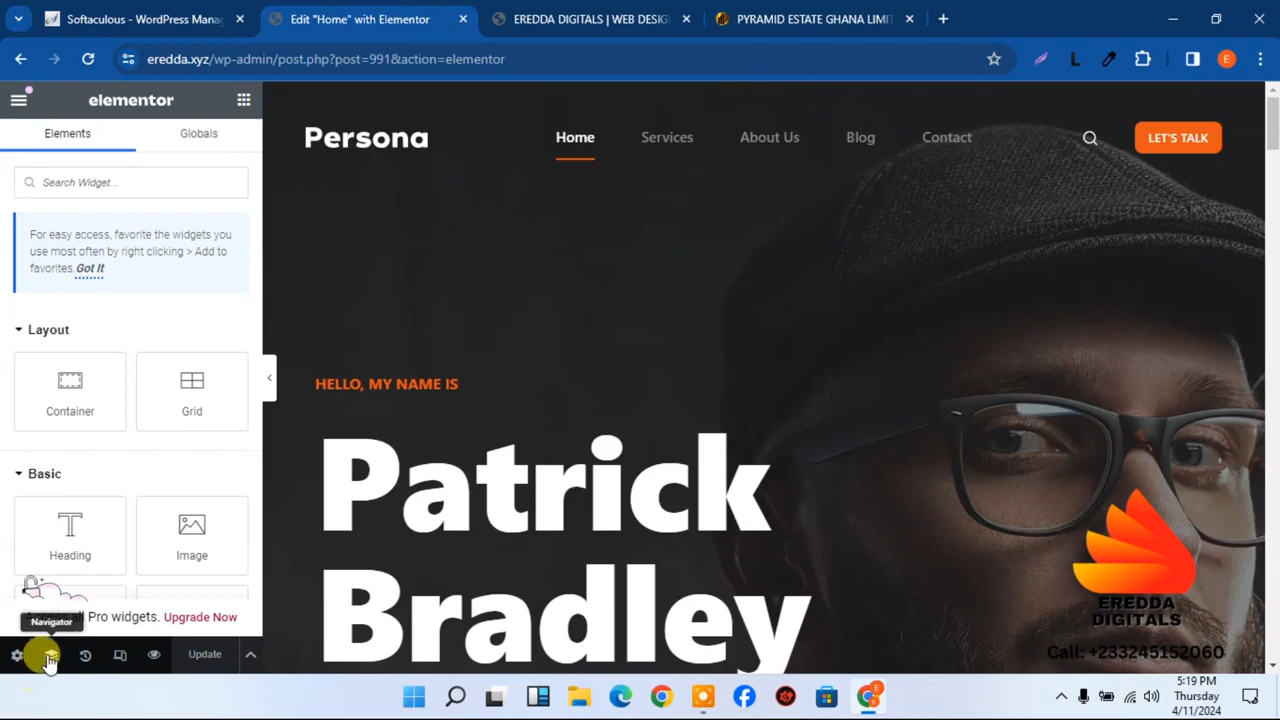 Softaculous - WordPress Mana
Edit "Home" with Elementor
EREDDA DIGITALS | WEB DESIG
PYRAMID ESTATE GHANA LIMIT
eredda.xyz/wp-admin/post.php?post=991&action=elementor
L
E
elementor
Elements
Globals
Search Widget...
For easy access, favorite the widgets you
use most often by right clicking > Add to
favorites.Got It
Layout
Container
Grid
Basic
Heading
Image
all Pro widgets. Upgrade Now
Navigator
Update
Persona
Home
Services
About Us
Blog
Contact
LET'S TALK
HELLO, MY NAME IS
Patrick
Bradley
EREDDA
DIGITALS
Call: +233245152060
5:19 PM
Thursday
4/11/2024